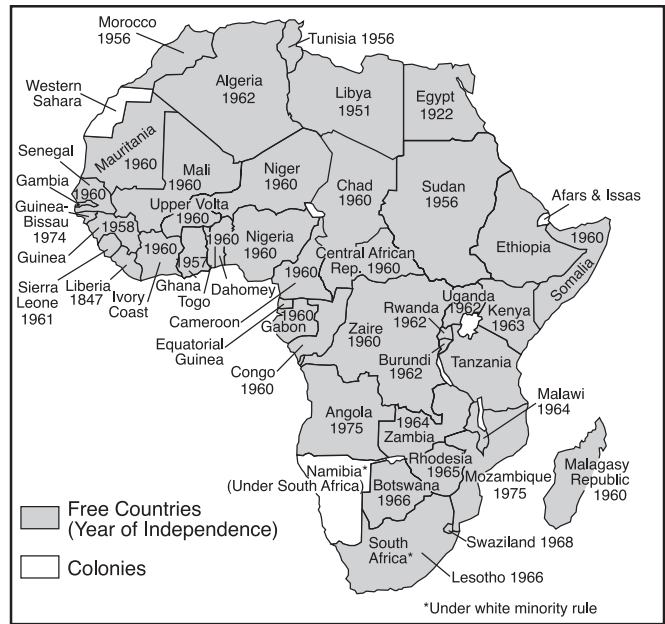 Morocco
1956
Tunisia 1956
Algeria
1962
Libya
1951
Egypt
1922
Western
Sahara
Mauritania
1960
Mali
1960
Niger
1960
Chad
1960
Sudan
1956
Afars & Issas
Senegal
1960
Gambia
Guinea-
Bissau
1974
1958
Guinea
Upper Volta
1960
Nigeria
1960
Ethiopia
1960
Somalia
Sierra
Leone
1961
Liberia
1847
1960
Ivory
Coast
1957
Ghana
1960
Togo
Dahomey
1960
Cameroon
Central African
Rep. 1960
Equatorial
Guinea
1960
Gabon
Congo
1960
Zaire
1960
Rwanda
1962
Uganda
1962
Kenya
1963
Burundi
1962
Tanzania
Malawi
1964
Angola
1975
1964
Zambia
Rhodesia
1965
Mozambique
1975
Malagasy
Republic
1960
Namibia*
(Under South Africa)
Botswana
1966
South
Africa*
Swaziland 1968
Lesotho 1966
Free Countries
(Year of Independence)
Colonies
*Under white minority rule